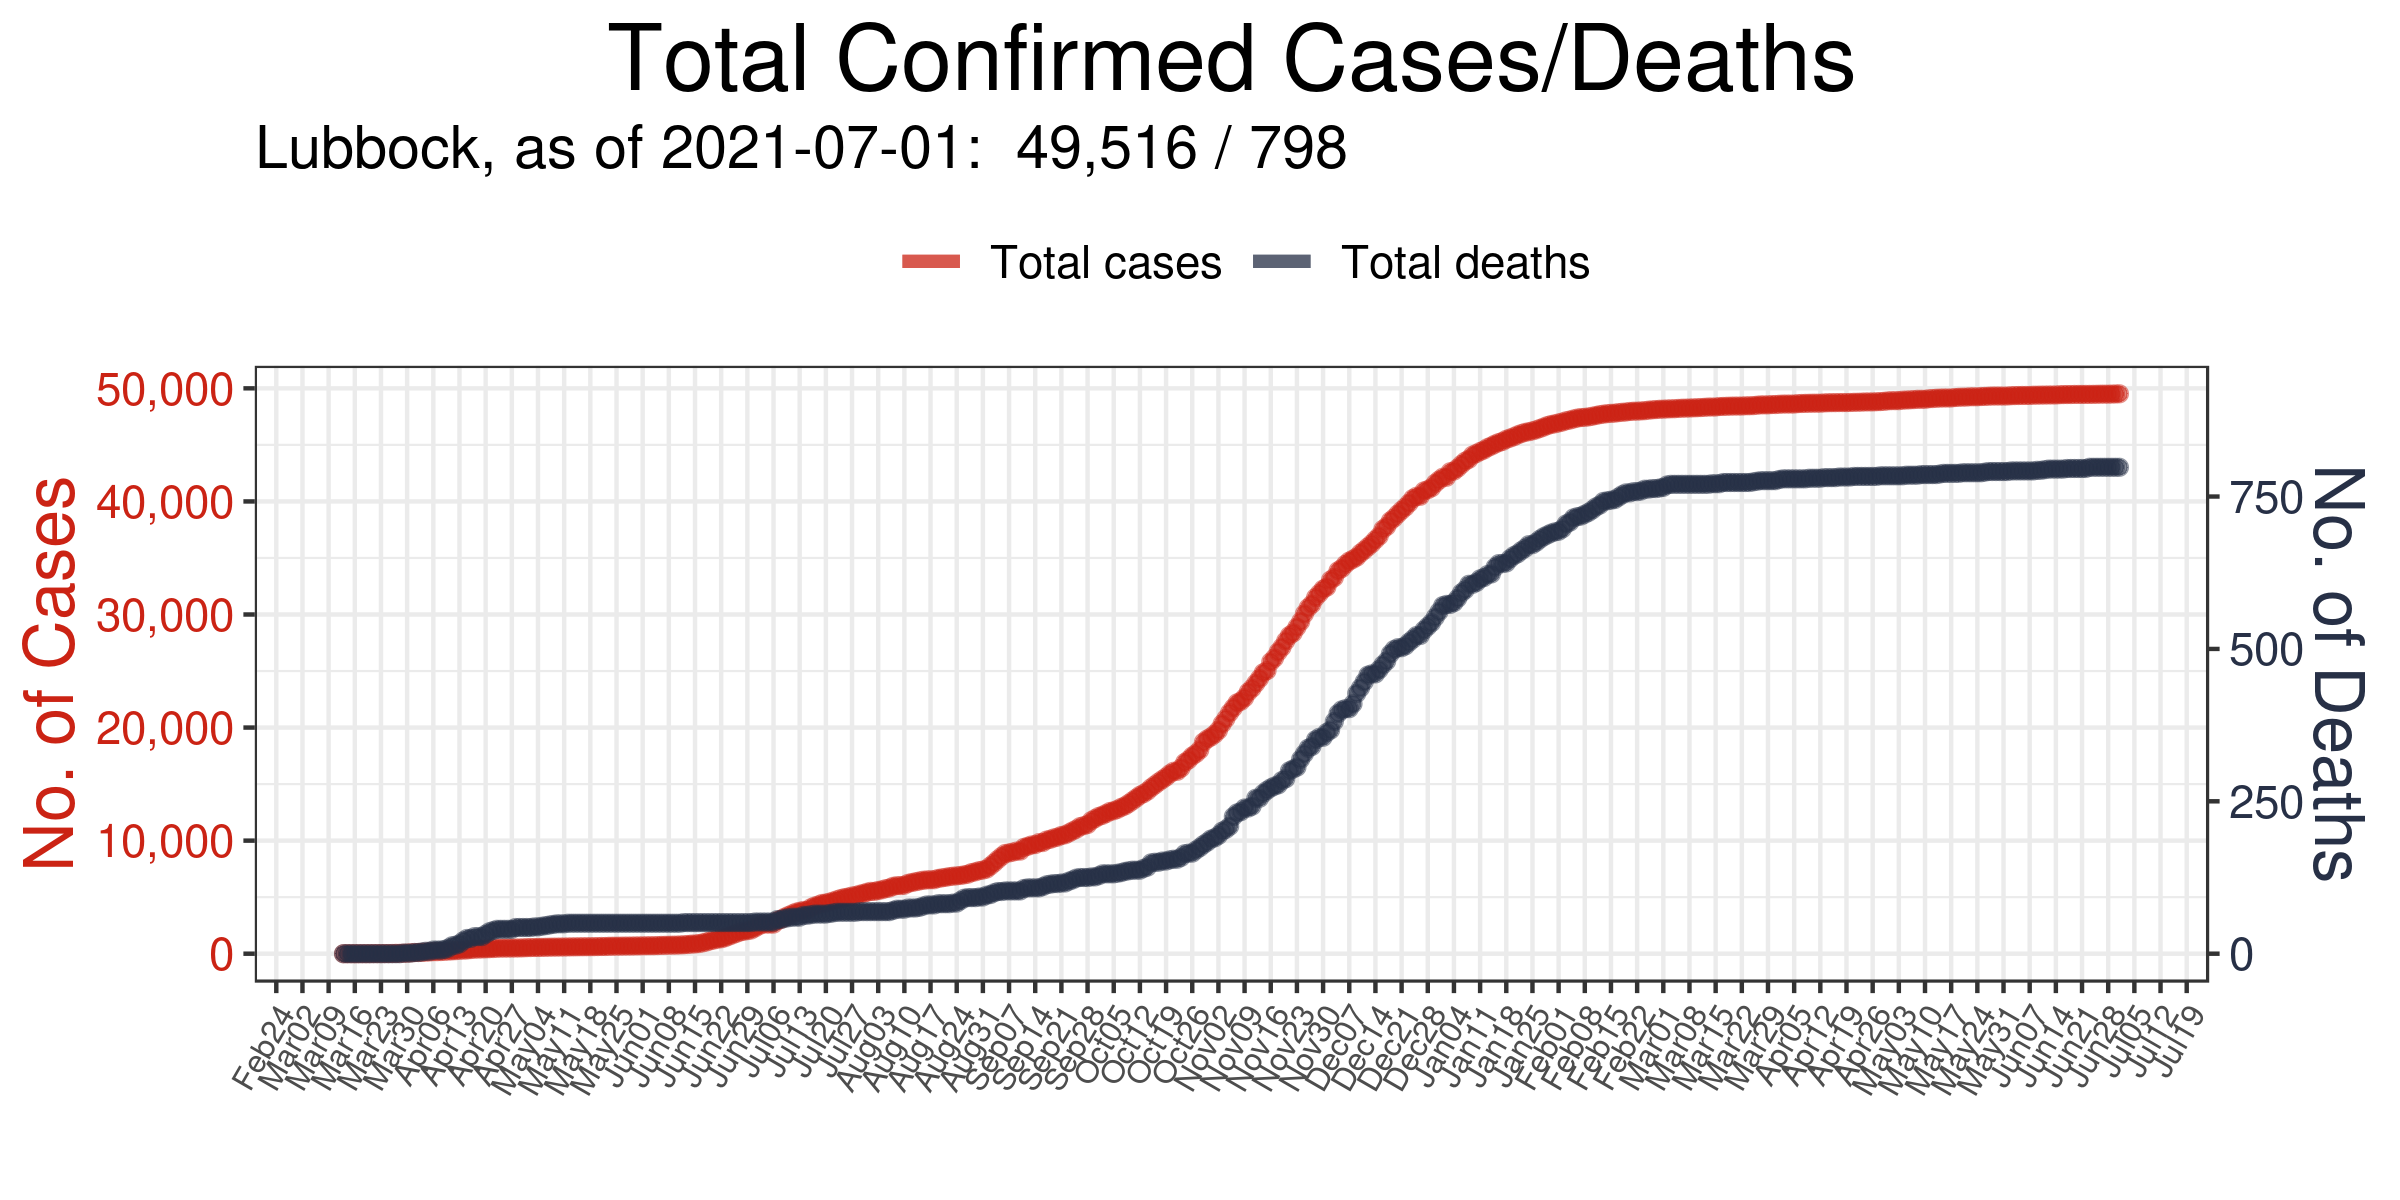 Total Confirmed Cases/Deaths
Lubbock, as of 2021-07-01:  49,516 / 798
Total cases
Total deaths
No. of Cases
50,000
40,000
30,000
20,000
10,000
0
750
500
250
0
No. of Deaths
Feb24
Mar02
Mar09
Mar16
Mar23
Mar30
Apr06
Apr13
Apr20
Apr27
May04
May11
May18
May25
Jun01
Jun08
Jun15
Jun22
Jun29
Jul06
Jul13
Jul20
Jul27
Aug03
Aug10
Aug17
Aug24
Aug31
Sep07
Sep14
Sep21
Sep28
Oct05
Oct12
Oct19
Oct26
Nov02
Nov09
Nov16
Nov23
Nov30
Dec07
Dec14
Dec21
Dec28
Jan04
Jan11
Jan18
Jan25
Feb01
Feb08
Feb15
Feb22
Mar01
Mar08
Mar15
Mar22
Mar29
Apr05
Apr12
Apr19
Apr26
May03
May10
May17
May24
May31
Jun07
Jun14
Jun21
Jun28
Jul05
Jul12
Jul19